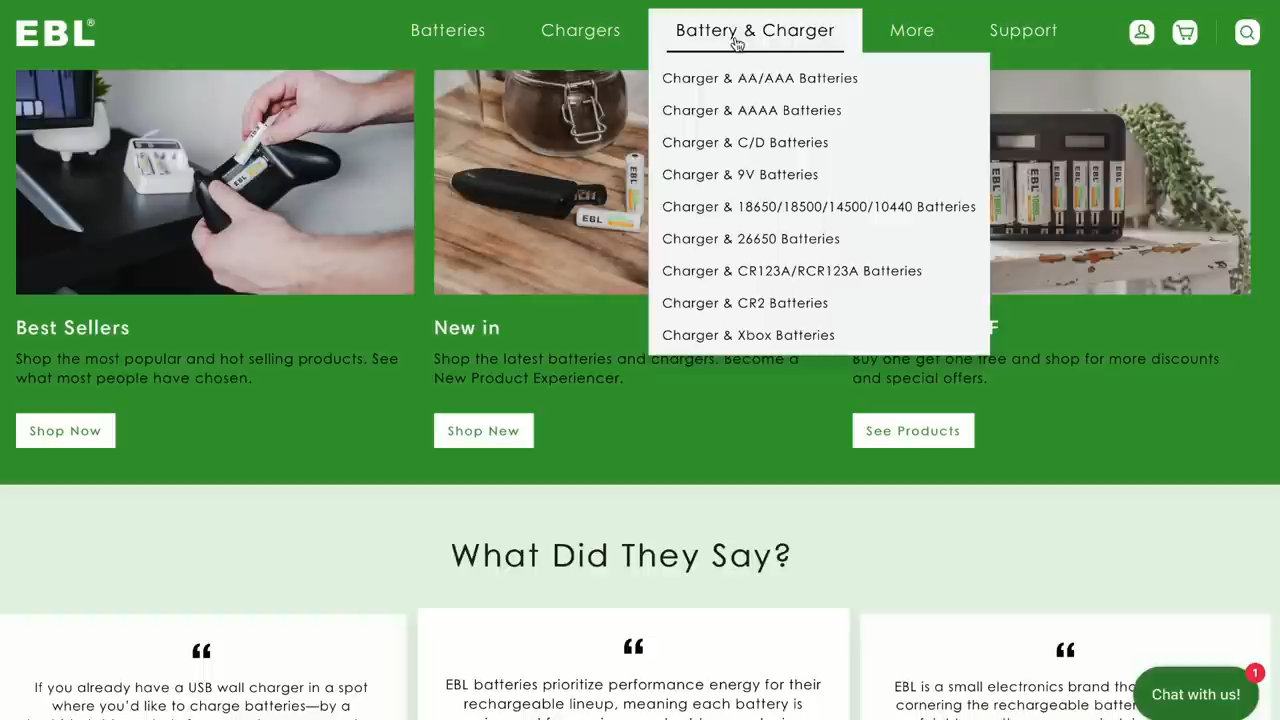 EBL®
Batteries
Chargers
Battery & Charger
More
Support
Charger & AA/AAA Batteries
Charger & AAAA Batteries
Charger & C/D Batteries
Charger & 9V Batteries
Charger & 18650/18500/14500/10440 Batteries
Charger & 26650 Batteries
Charger & CR123A/RCR123A Batteries
Charger & CR2 Batteries
Charger & Xbox Batteries
EBL
EBL
Best Sellers
Shop the most popular and hot selling products. See
what most people have chosen.
Shop Now
New in
Shop the latest batteries and chargers. Become a
New Product Experiencer.
Shop New
F
Buy one get one free and shop for more discounts
and special offers.
See Products
What Did They Say?
“
If you already have a USB wall charger in a spot
where you’d like to charge batteries—by a
“
EBL batteries prioritize performance energy for their
rechargeable lineup, meaning each battery is
“
EBL is a small electronics brand
cornering the rechargeable
Chat with us!
1